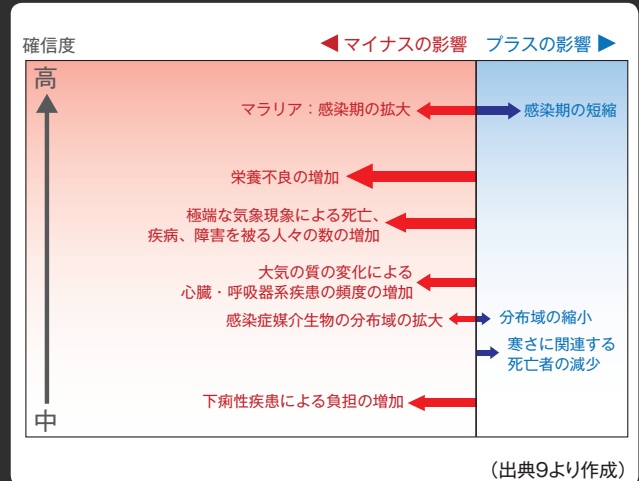 確信度
◀ マイナスの影響 プラスの影響 ▶
高
マラリア：感染期の拡大
感染期の短縮
栄養不良の増加
極端な気象現象による死亡、
疾病、障害を被る人々の数の増加
大気の質の変化による
心臓・呼吸器系疾患の頻度の増加
感染症媒介生物の分布域の拡大
分布域の縮小
寒さに関連する
死亡者の減少
下痢性疾患による負担の増加
中
（出典9より作成）